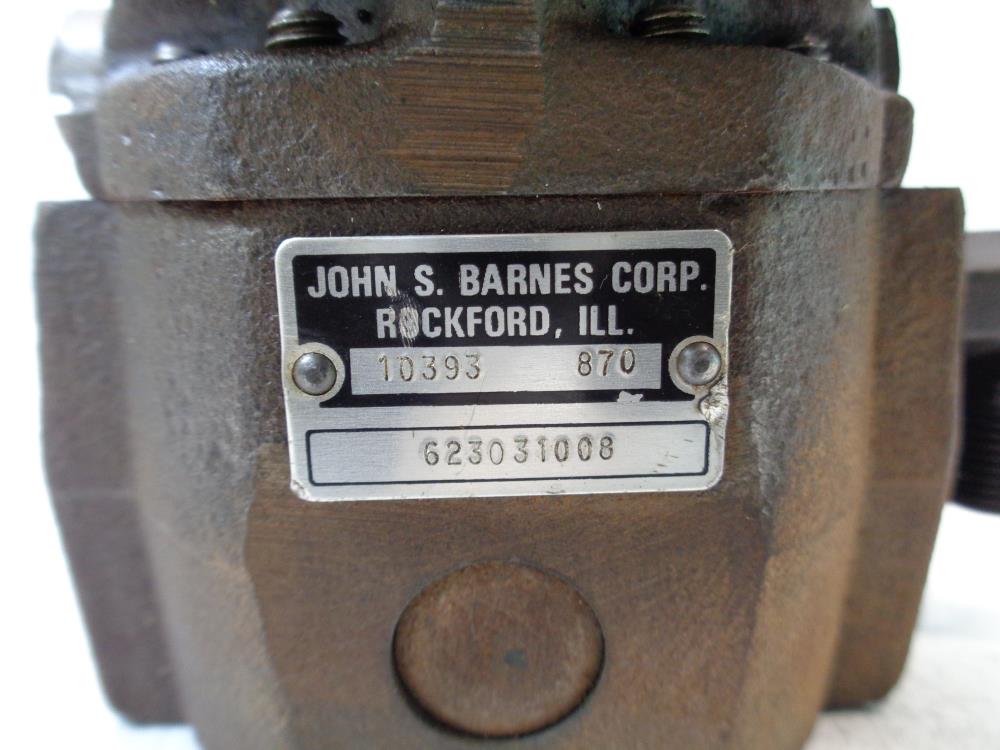 JOHN S. BARNES CORP.
ROCKFORD, ILL.
10393 870
623031008